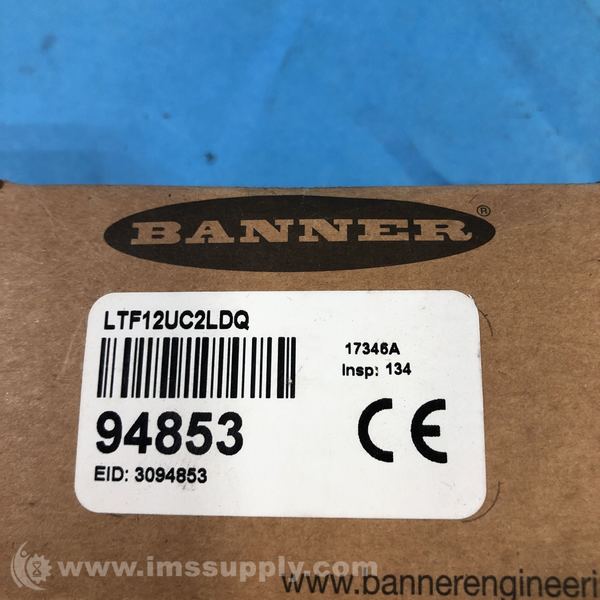 BANNER®
LTF12UC2LDQ
17346A
Insp: 134
94853
CE
EID: 3094853
www.imssupply.com
www.bannerengineeri